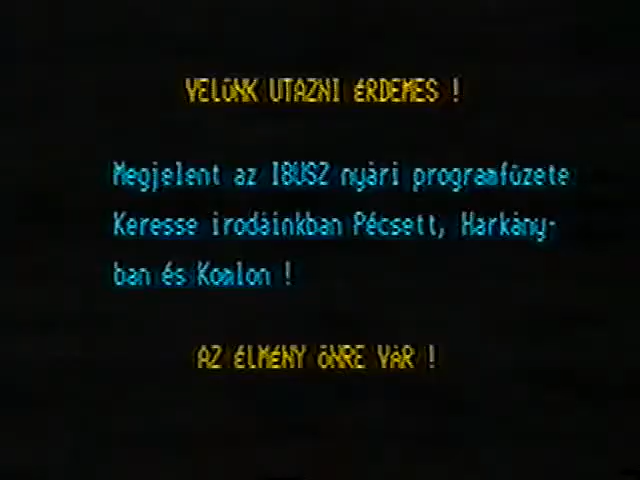 VELÜNK UTAZNI ÉRDEMES !
Megjelent az IBUSZ nyári programfüzete
Keresse irodáinkban Pécsett, Harkány-
ban és Komlon !
AZ ÉLMÉNY ÖNRE VÁR !